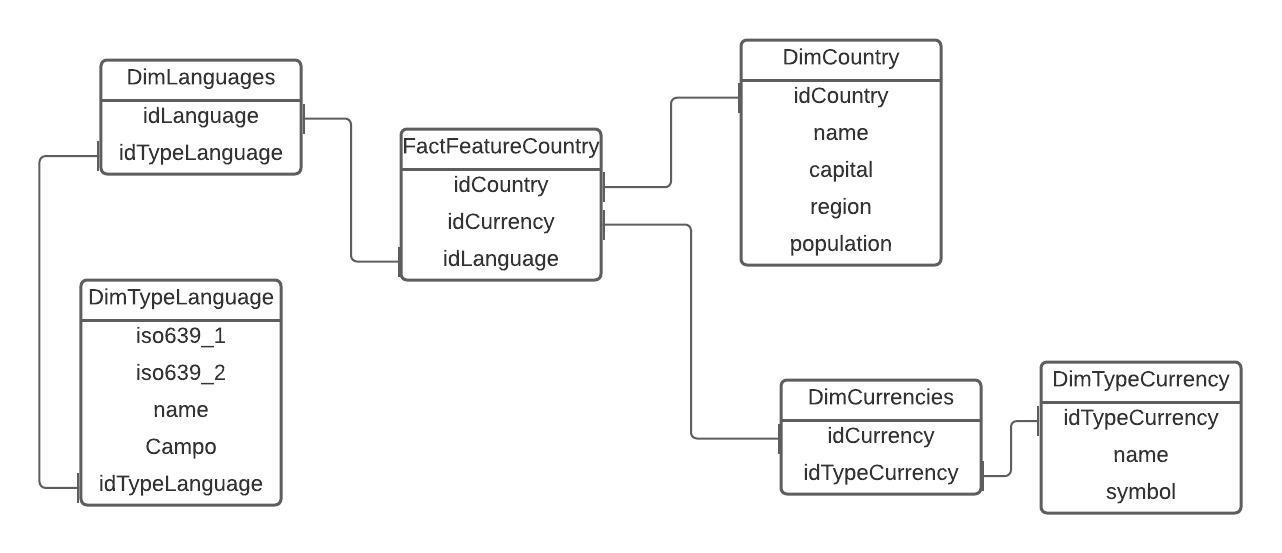 DimLanguages
idLanguage
idTypeLanguage
DimTypeLanguage
iso639_1
iso639_2
name
Campo
idTypeLanguage
FactFeatureCountry
idCountry
idCurrency
idLanguage
DimCountry
idCountry
name
capital
region
population
DimCurrencies
idCurrency
idTypeCurrency
DimTypeCurrency
idTypeCurrency
name
symbol